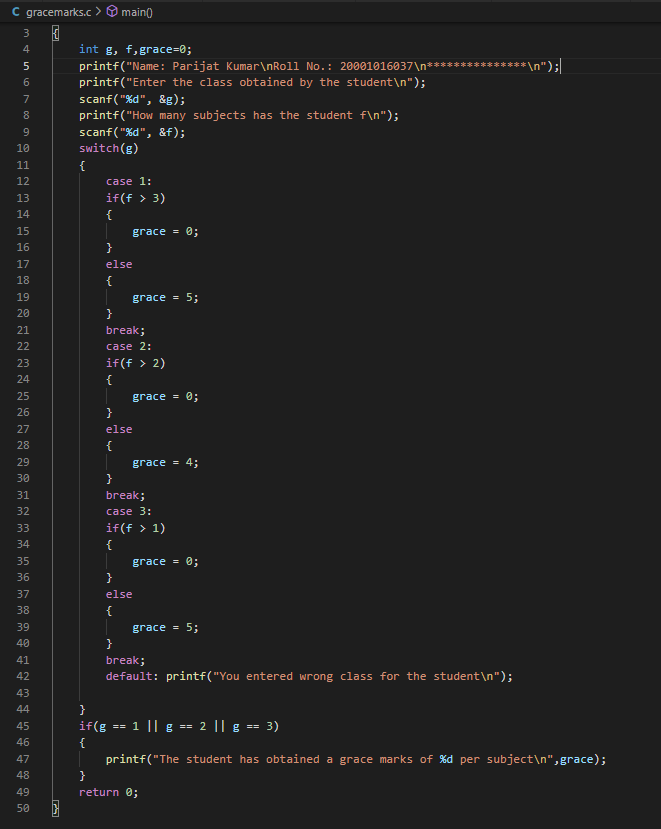 C gracemarks.c > main()
3 {
4 int g, f,grace=0;
5 printf("Name: Parijat Kumar\nRoll No.: 20001016037\n***************\n");
6 printf("Enter the class obtained by the student\n");
7 scanf("%d", &g);
8 printf("How many subjects has the student f\n");
9 scanf("%d", &f);
10 switch(g)
11 {
12 case 1:
13 if(f > 3)
14 {
15 grace = 0;
16 }
17 else
18 {
19 grace = 5;
20 }
21 break;
22 case 2:
23 if(f > 2)
24 {
25 grace = 0;
26 }
27 else
28 {
29 grace = 4;
30 }
31 break;
32 case 3:
33 if(f > 1)
34 {
35 grace = 0;
36 }
37 else
38 {
39 grace = 5;
40 }
41 break;
42 default: printf("You entered wrong class for the student\n");
43
44 }
45 if(g == 1 || g == 2 || g == 3)
46 {
47 printf("The student has obtained a grace marks of %d per subject\n",grace);
48 }
49 return 0;
50 }